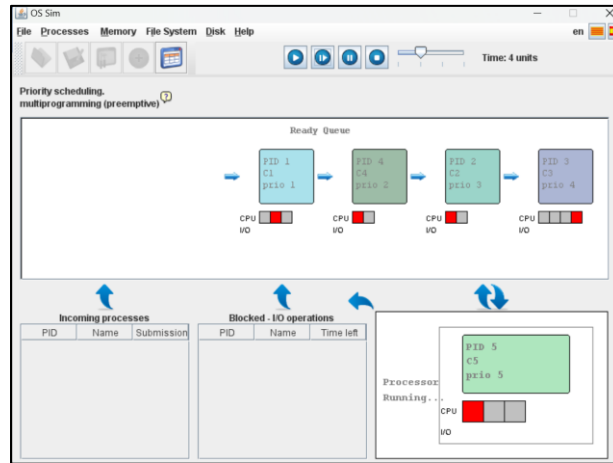 OS Sim
File Processes Memory File System Disk Help
en
Time: 4 units
Priority scheduling.
multiprogramming (preemptive)
?
Ready Queue
PID 1
C1
prio 1
PID 4
C4
prio 2
PID 2
C2
prio 3
PID 3
C3
prio 4
CPU
I/O
CPU
I/O
CPU
I/O
CPU
I/O
Incoming processes
PID Name Submission
Blocked - I/O operations
PID Name Time left
PID 5
C5
prio 5
Processor
Running...
CPU
I/O